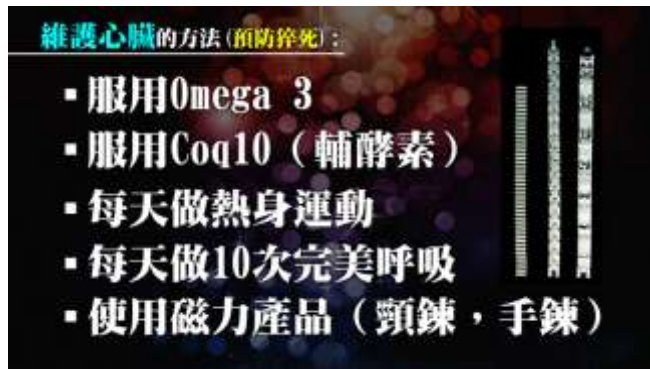 維護心臟的方法(預防猝死):
▪服用Omega 3
▪服用Coq10(輔酵素)
▪每天做熱身運動
▪每天做10次完美呼吸
▪使用磁力產品(頸鍊,手鍊)